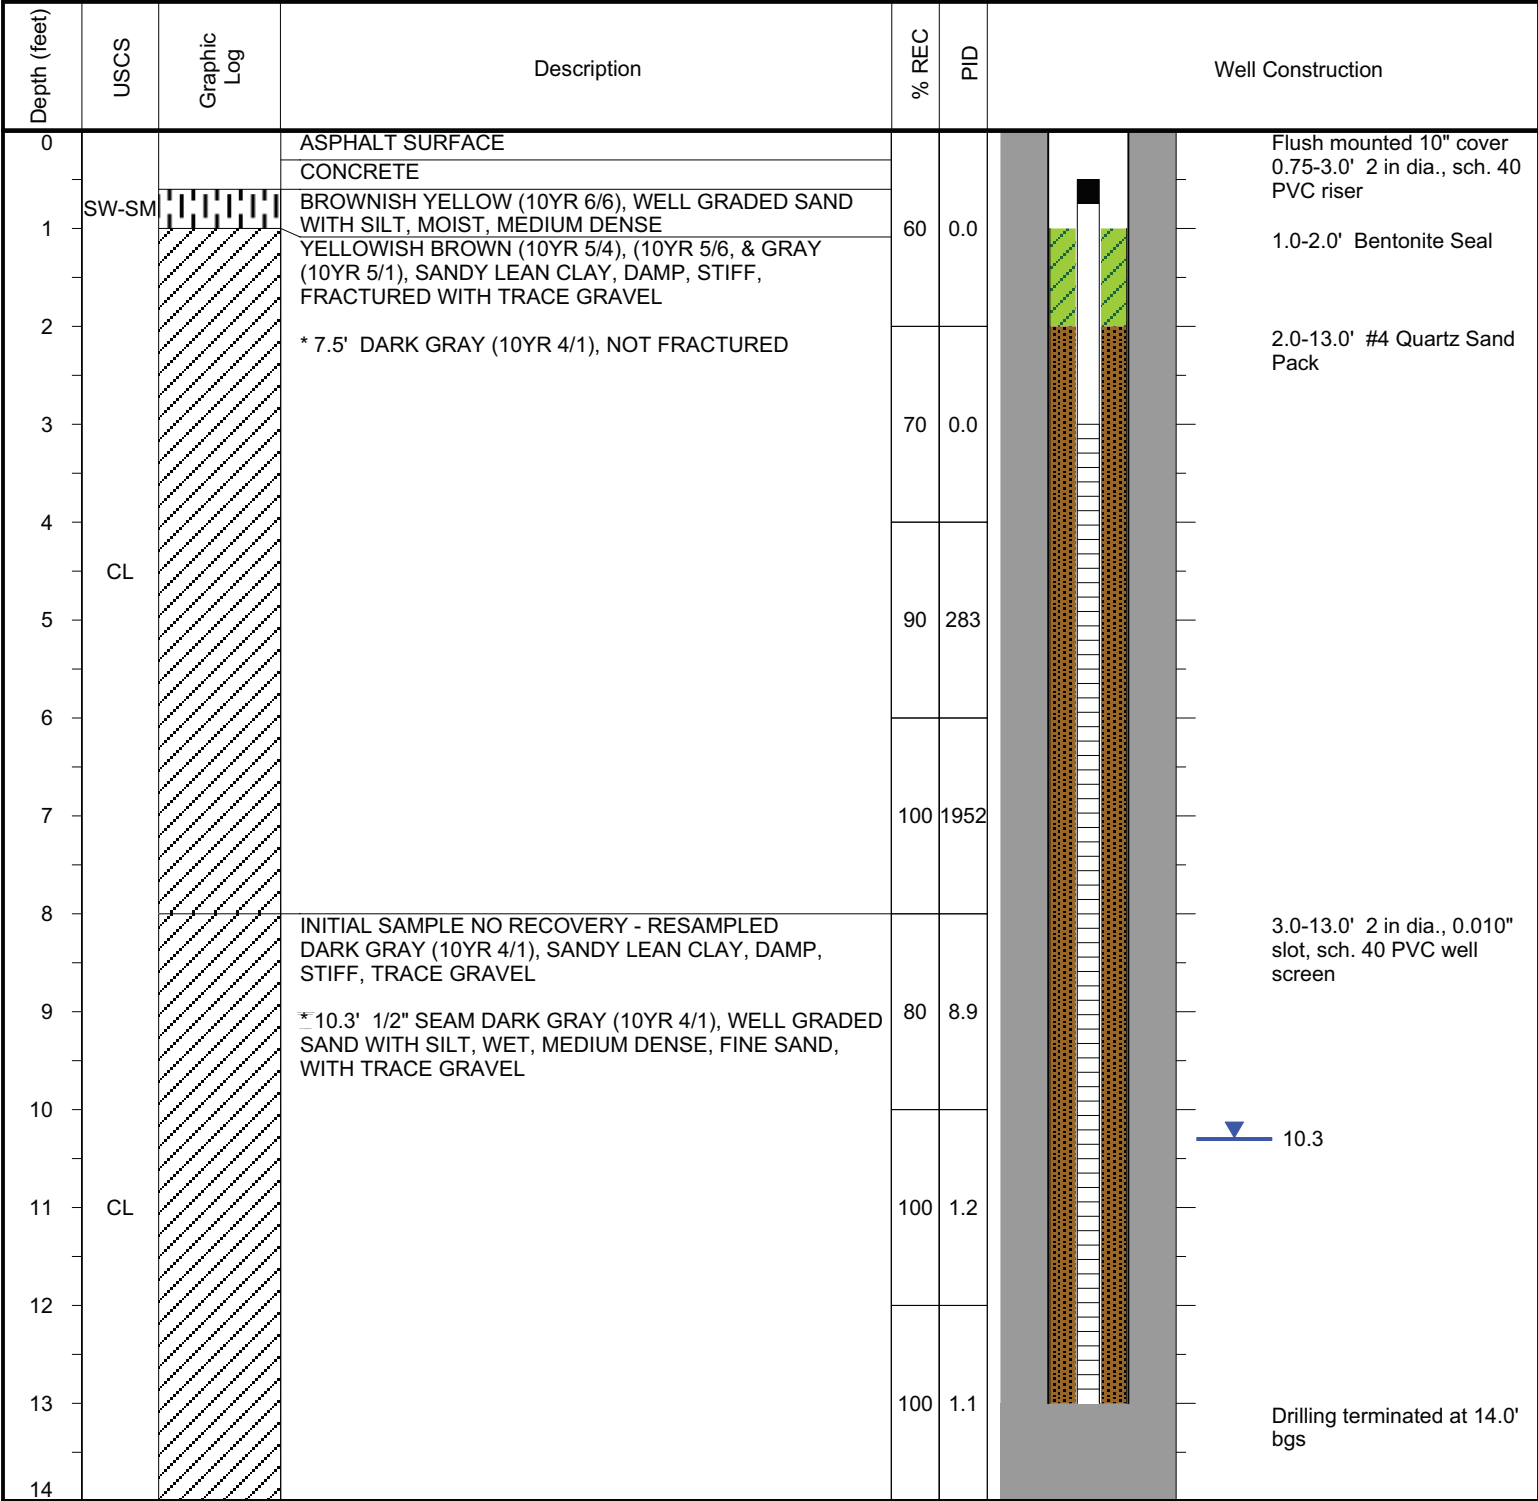 Depth (feet)
USCS
Graphic
Log
Description
% REC
PID
Well Construction
0
ASPHALT SURFACE
Flush mounted 10" cover
CONCRETE
0.75-3.0' 2 in dia., sch. 40
PVC riser
SW-SM
BROWNISH YELLOW (10YR 6/6), WELL GRADED SAND
WITH SILT, MOIST, MEDIUM DENSE
1
60
0.0
YELLOWISH BROWN (10YR 5/4), (10YR 5/6, & GRAY
(10YR 5/1), SANDY LEAN CLAY, DAMP, STIFF,
FRACTURED WITH TRACE GRAVEL
1.0-2.0' Bentonite Seal
2
* 7.5' DARK GRAY (10YR 4/1), NOT FRACTURED
2.0-13.0' #4 Quartz Sand
Pack
3
70
0.0
4
CL
5
90
283
6
7
100
1952
8
INITIAL SAMPLE NO RECOVERY - RESAMPLED
DARK GRAY (10YR 4/1), SANDY LEAN CLAY, DAMP,
STIFF, TRACE GRAVEL
3.0-13.0' 2 in dia., 0.010"
slot, sch. 40 PVC well
screen
9
80
8.9
* 10.3' 1/2" SEAM DARK GRAY (10YR 4/1), WELL GRADED
SAND WITH SILT, WET, MEDIUM DENSE, FINE SAND,
WITH TRACE GRAVEL
10
10.3
11
CL
100
1.2
12
13
100
1.1
Drilling terminated at 14.0'
bgs
14